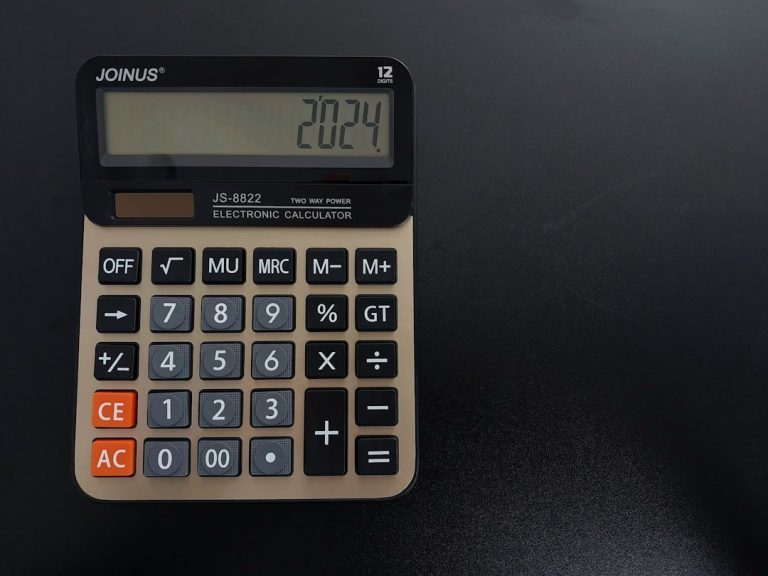 JOINUS® 12
DIGITS
2024.
JS-8822 TWO WAY POWER
ELECTRONIC CALCULATOR
OFF √ MU MRC M− M+
→ 7 8 9 % GT
+/− 4 5 6 X ÷
CE 1 2 3 + −
AC 0 00 • =